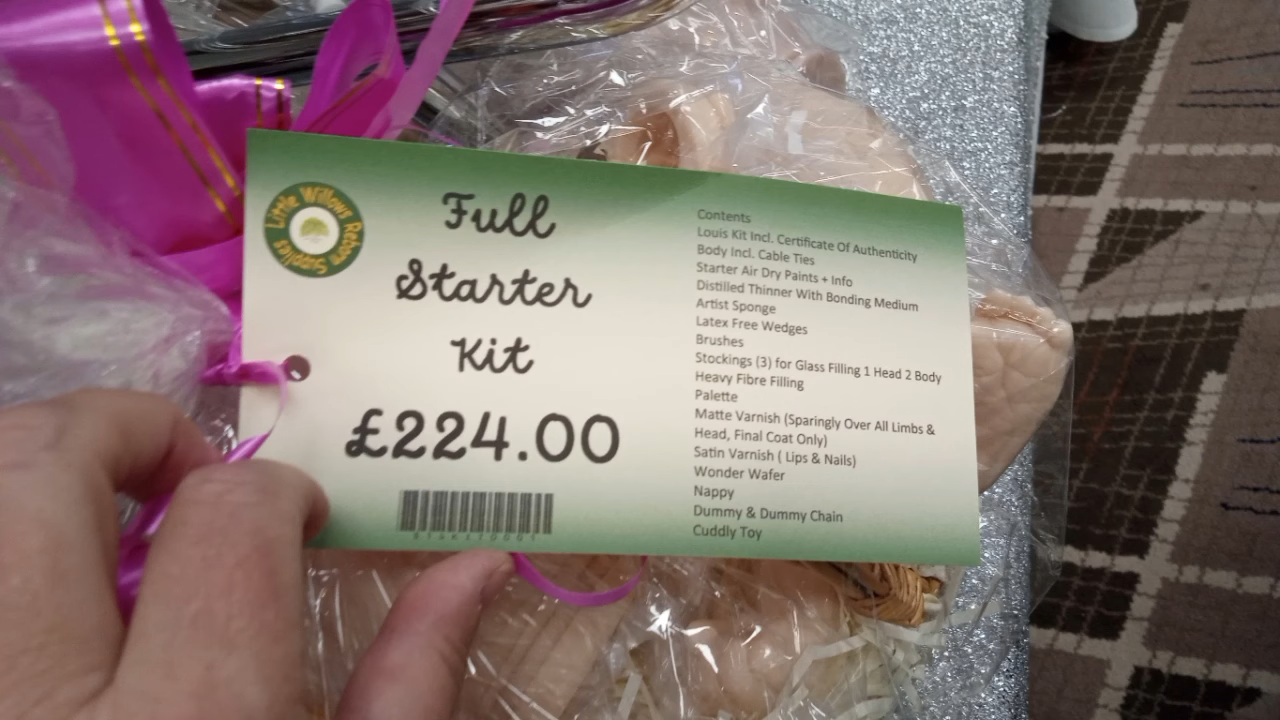 Little Willows Reborn Supplies
Full
Starter
Kit
£224.00
Contents
Louis Kit Incl. Certificate Of Authenticity
Body Incl. Cable Ties
Starter Air Dry Paints + Info
Distilled Thinner With Bonding Medium
Artist Sponge
Latex Free Wedges
Brushes
Stockings (3) for Glass Filling 1 Head 2 Body
Heavy Fibre Filling
Palette
Matte Varnish (Sparingly Over All Limbs &
Head, Final Coat Only)
Satin Varnish ( Lips & Nails)
Wonder Wafer
Nappy
Dummy & Dummy Chain
Cuddly Toy